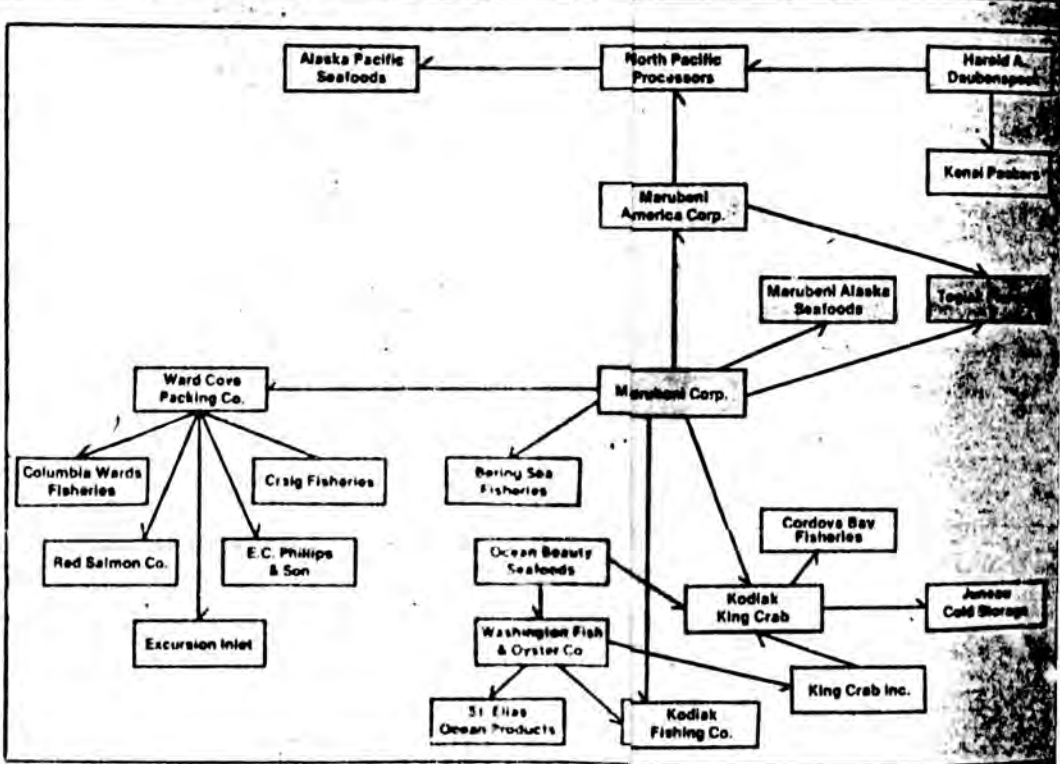 Alaska Pacific
Seafoods
North Pacific
Processors
Harold A.
Daubenspeck
Kenai Packers
Marubeni
America Corp.
Marubeni Alaska
Seafoods
Ward Cove
Packing Co.
Marubeni Corp.
Columbia Wards
Fisheries
Craig Fisheries
Bering Sea
Fisheries
Cordova Bay
Fisheries
Red Salmon Co.
E.C. Phillips
& Son
Ocean Beauty
Seafoods
Kodiak
King Crab
Juneau
Cold Storage
Excursion Inlet
Washington Fish
& Oyster Co
King Crab Inc.
St. Elias
Ocean Products
Kodiak
Fishing Co.